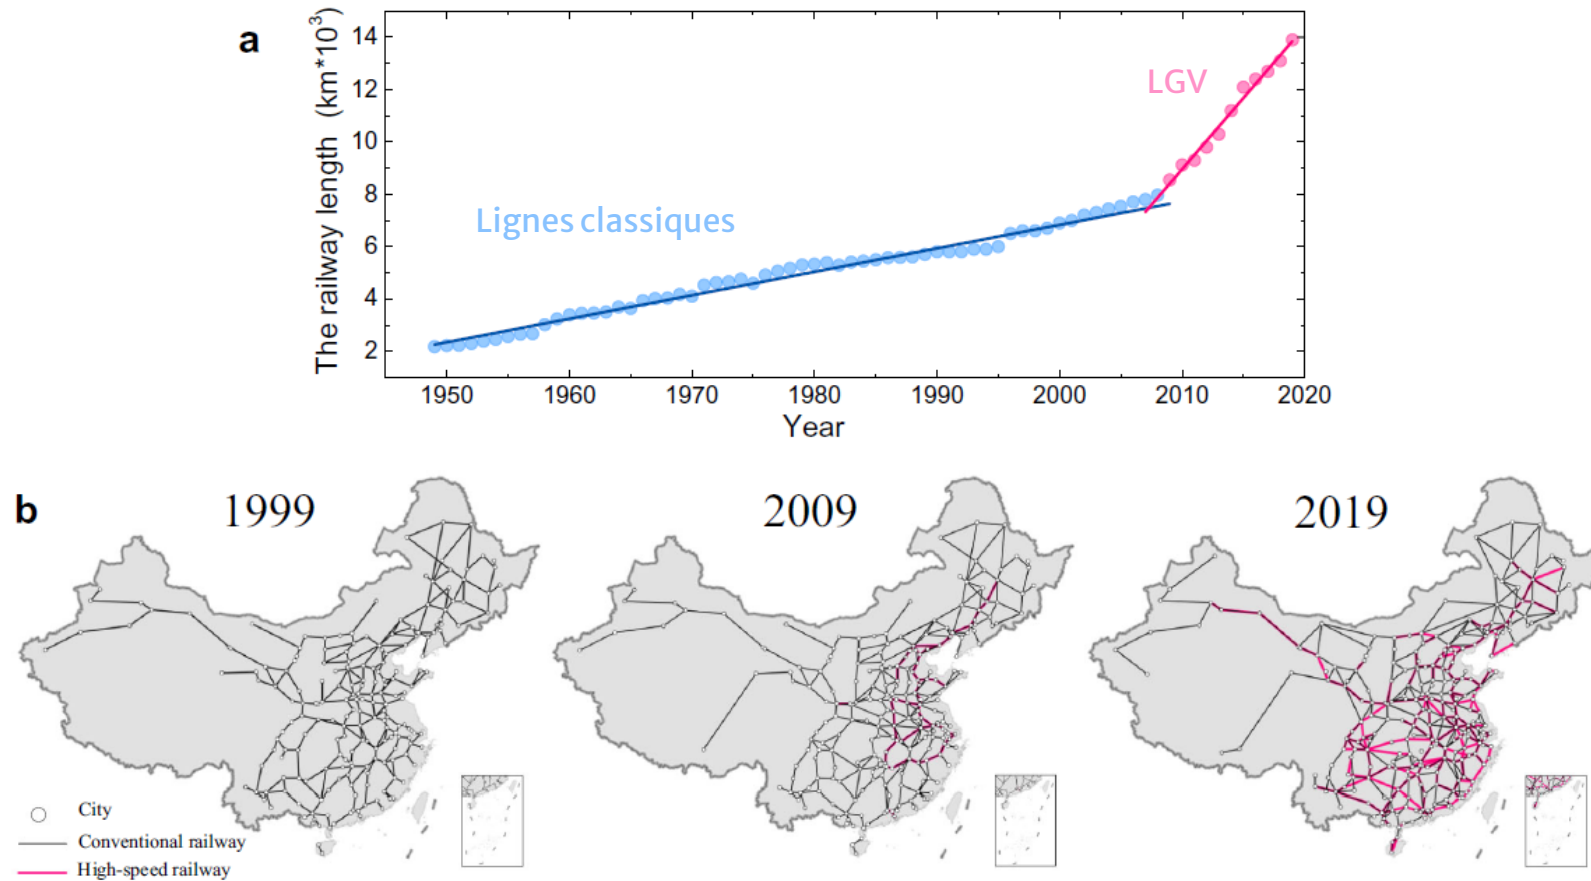 a
The railway length (km*10³)
14
12
10
8
6
4
2
LGV
Lignes classiques
1950 1960 1970 1980 1990 2000 2010 2020
Year
b
1999 2009 2019
City
Conventional railway
High-speed railway